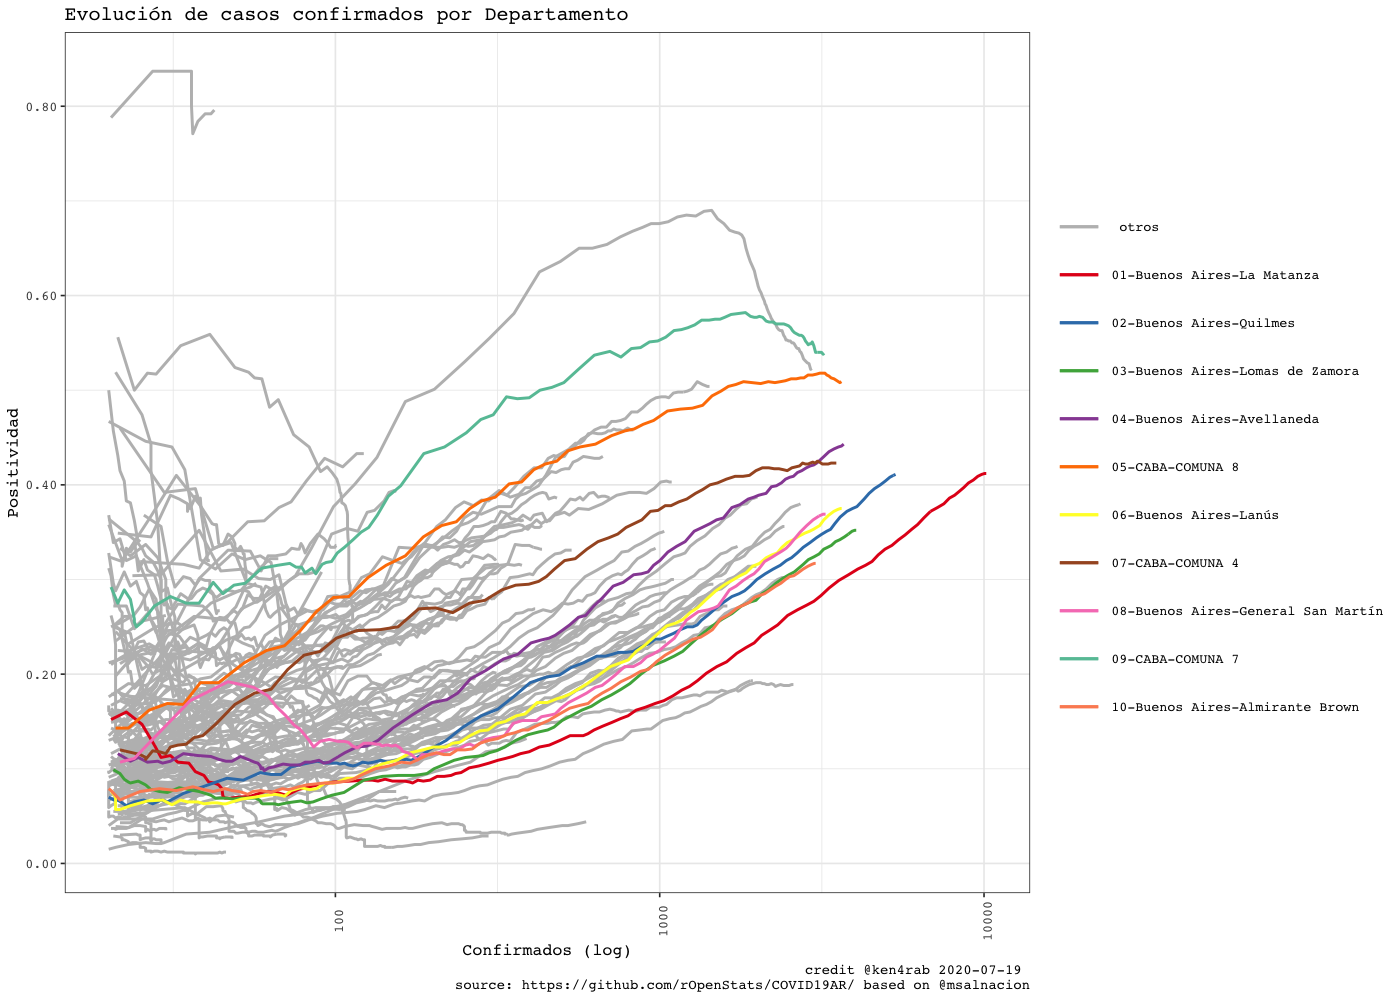 Evolución de casos confirmados por Departamento
Positividad
0.80
0.60
0.40
0.20
0.00
100
1000
10000
Confirmados (log)
otros
01-Buenos Aires-La Matanza
02-Buenos Aires-Quilmes
03-Buenos Aires-Lomas de Zamora
04-Buenos Aires-Avellaneda
05-CABA-COMUNA 8
06-Buenos Aires-Lanús
07-CABA-COMUNA 4
08-Buenos Aires-General San Martín
09-CABA-COMUNA 7
10-Buenos Aires-Almirante Brown
credit @ken4rab 2020-07-19
source: https://github.com/rOpenStats/COVID19AR/ based on @msalnacion